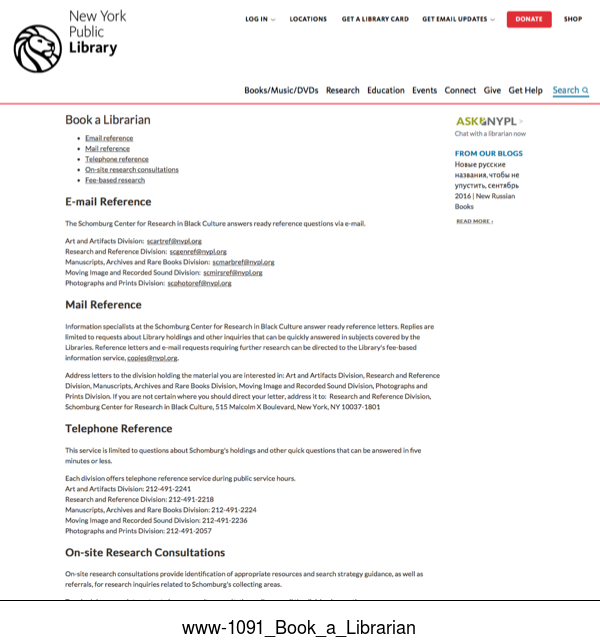 New York
Public
Library
LOG IN
LOCATIONS
GET A LIBRARY CARD
GET EMAIL UPDATES
DONATE
SHOP
Books/Music/DVDs Research Education Events Connect Give Get Help Search
Book a Librarian
Email reference
Mail reference
Telephone reference
On-site research consultations
Fee-based research
E-mail Reference
The Schomburg Center for Research in Black Culture answers ready reference questions via e-mail.
Art and Artifacts Division: scartref@nypl.org
Research and Reference Division: scgenref@nypl.org
Manuscripts, Archives and Rare Books Division: scmarbref@nypl.org
Moving Image and Recorded Sound Division: scmirsref@nypl.org
Photographs and Prints Division: scphotoref@nypl.org
Mail Reference
Information specialists at the Schomburg Center for Research in Black Culture answer ready reference letters. Replies are
limited to requests about Library holdings and other inquiries that can be quickly answered in subjects covered by the
Libraries. Reference letters and e-mail requests requiring further research can be directed to the Library's fee-based
information service, copies@nypl.org.
Address letters to the division holding the material you are interested in: Art and Artifacts Division, Research and Reference
Division, Manuscripts, Archives and Rare Books Division, Moving Image and Recorded Sound Division, Photographs and
Prints Division. If you are not certain where you should direct your letter, address it to: Research and Reference Division,
Schomburg Center for Research in Black Culture, 515 Malcolm X Boulevard, New York, NY 10037-1801
Telephone Reference
This service is limited to questions about Schomburg's holdings and other quick questions that can be answered in five
minutes or less.
Each division offers telephone reference service during public service hours.
Art and Artifacts Division: 212-491-2241
Research and Reference Division: 212-491-2218
Manuscripts, Archives and Rare Books Division: 212-491-2224
Moving Image and Recorded Sound Division: 212-491-2236
Photographs and Prints Division: 212-491-2057
On-site Research Consultations
On-site research consultations provide identification of appropriate resources and search strategy guidance, as well as
referrals, for research inquiries related to Schomburg's collecting areas.
ASK NYPL >
Chat with a librarian now
FROM OUR BLOGS
Новые русские
названия, чтобы не
упустить, сентябрь
2016 | New Russian
Books
READ MORE ›
www-1091_Book_a_Librarian